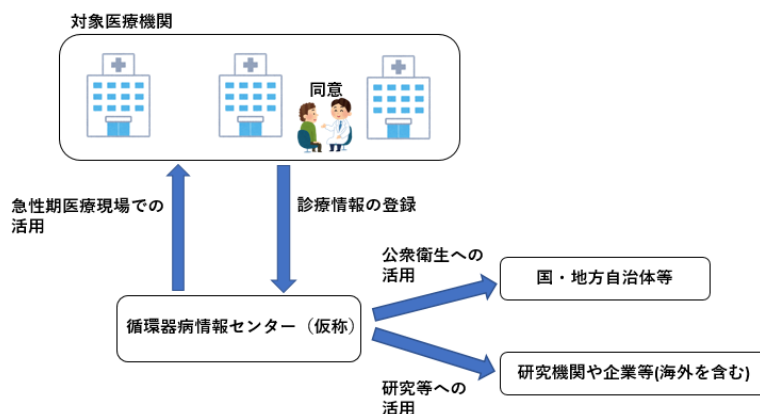 対象医療機関
同意
急性期医療現場での
活用
診療情報の登録
公衆衛生への
活用
国・地方自治体等
循環器病情報センター（仮称）
研究機関や企業等(海外を含む)
研究等への
活用